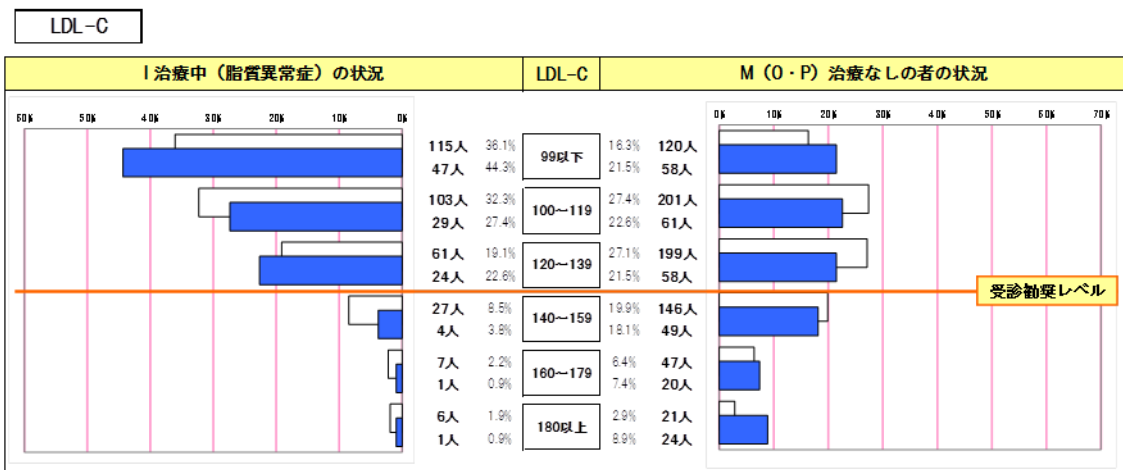 LDL-C
I 治療中（脂質異常症）の状況 LDL-C M（O・P）治療なしの者の状況
60% 50% 40% 30% 20% 10% 0% 0% 10% 20% 30% 40% 50% 60% 70%
115人 36.1% 99以下 16.3% 120人
47人 44.3% 21.5% 58人
103人 32.3% 100～119 27.4% 201人
29人 27.4% 22.6% 61人
61人 19.1% 120～139 27.1% 199人
24人 22.6% 21.5% 58人
受診勧奨レベル
27人 8.5% 140～159 19.9% 146人
4人 3.8% 18.1% 49人
7人 2.2% 160～179 6.4% 47人
1人 0.9% 7.4% 20人
6人 1.9% 180以上 2.9% 21人
1人 0.9% 8.9% 24人